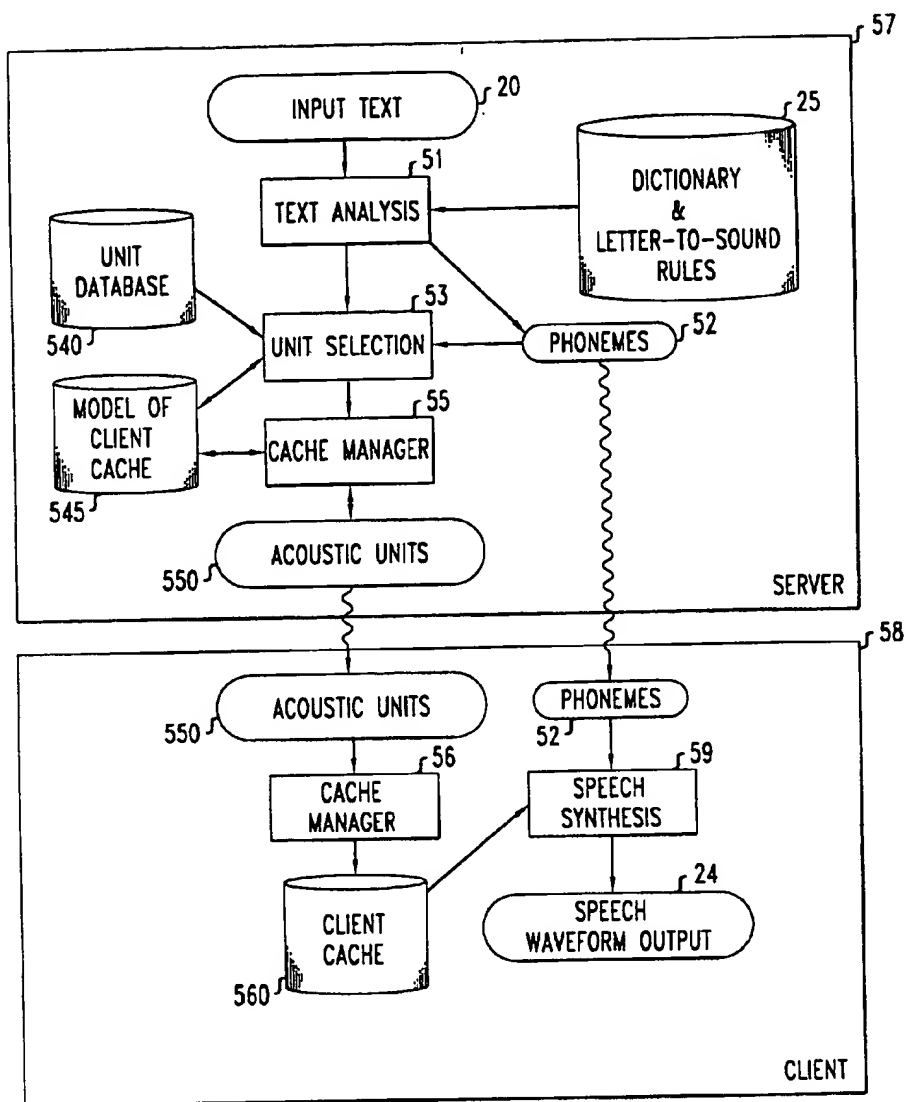 57
INPUT TEXT
20
25
DICTIONARY
&
LETTER-TO-SOUND
RULES
51
TEXT ANALYSIS
UNIT
DATABASE
540
53
UNIT SELECTION
PHONEMES
52
MODEL OF
CLIENT
CACHE
545
55
CACHE MANAGER
ACOUSTIC UNITS
550
SERVER
58
ACOUSTIC UNITS
550
PHONEMES
52
56
CACHE
MANAGER
59
SPEECH
SYNTHESIS
CLIENT
CACHE
560
24
SPEECH
WAVEFORM OUTPUT
CLIENT